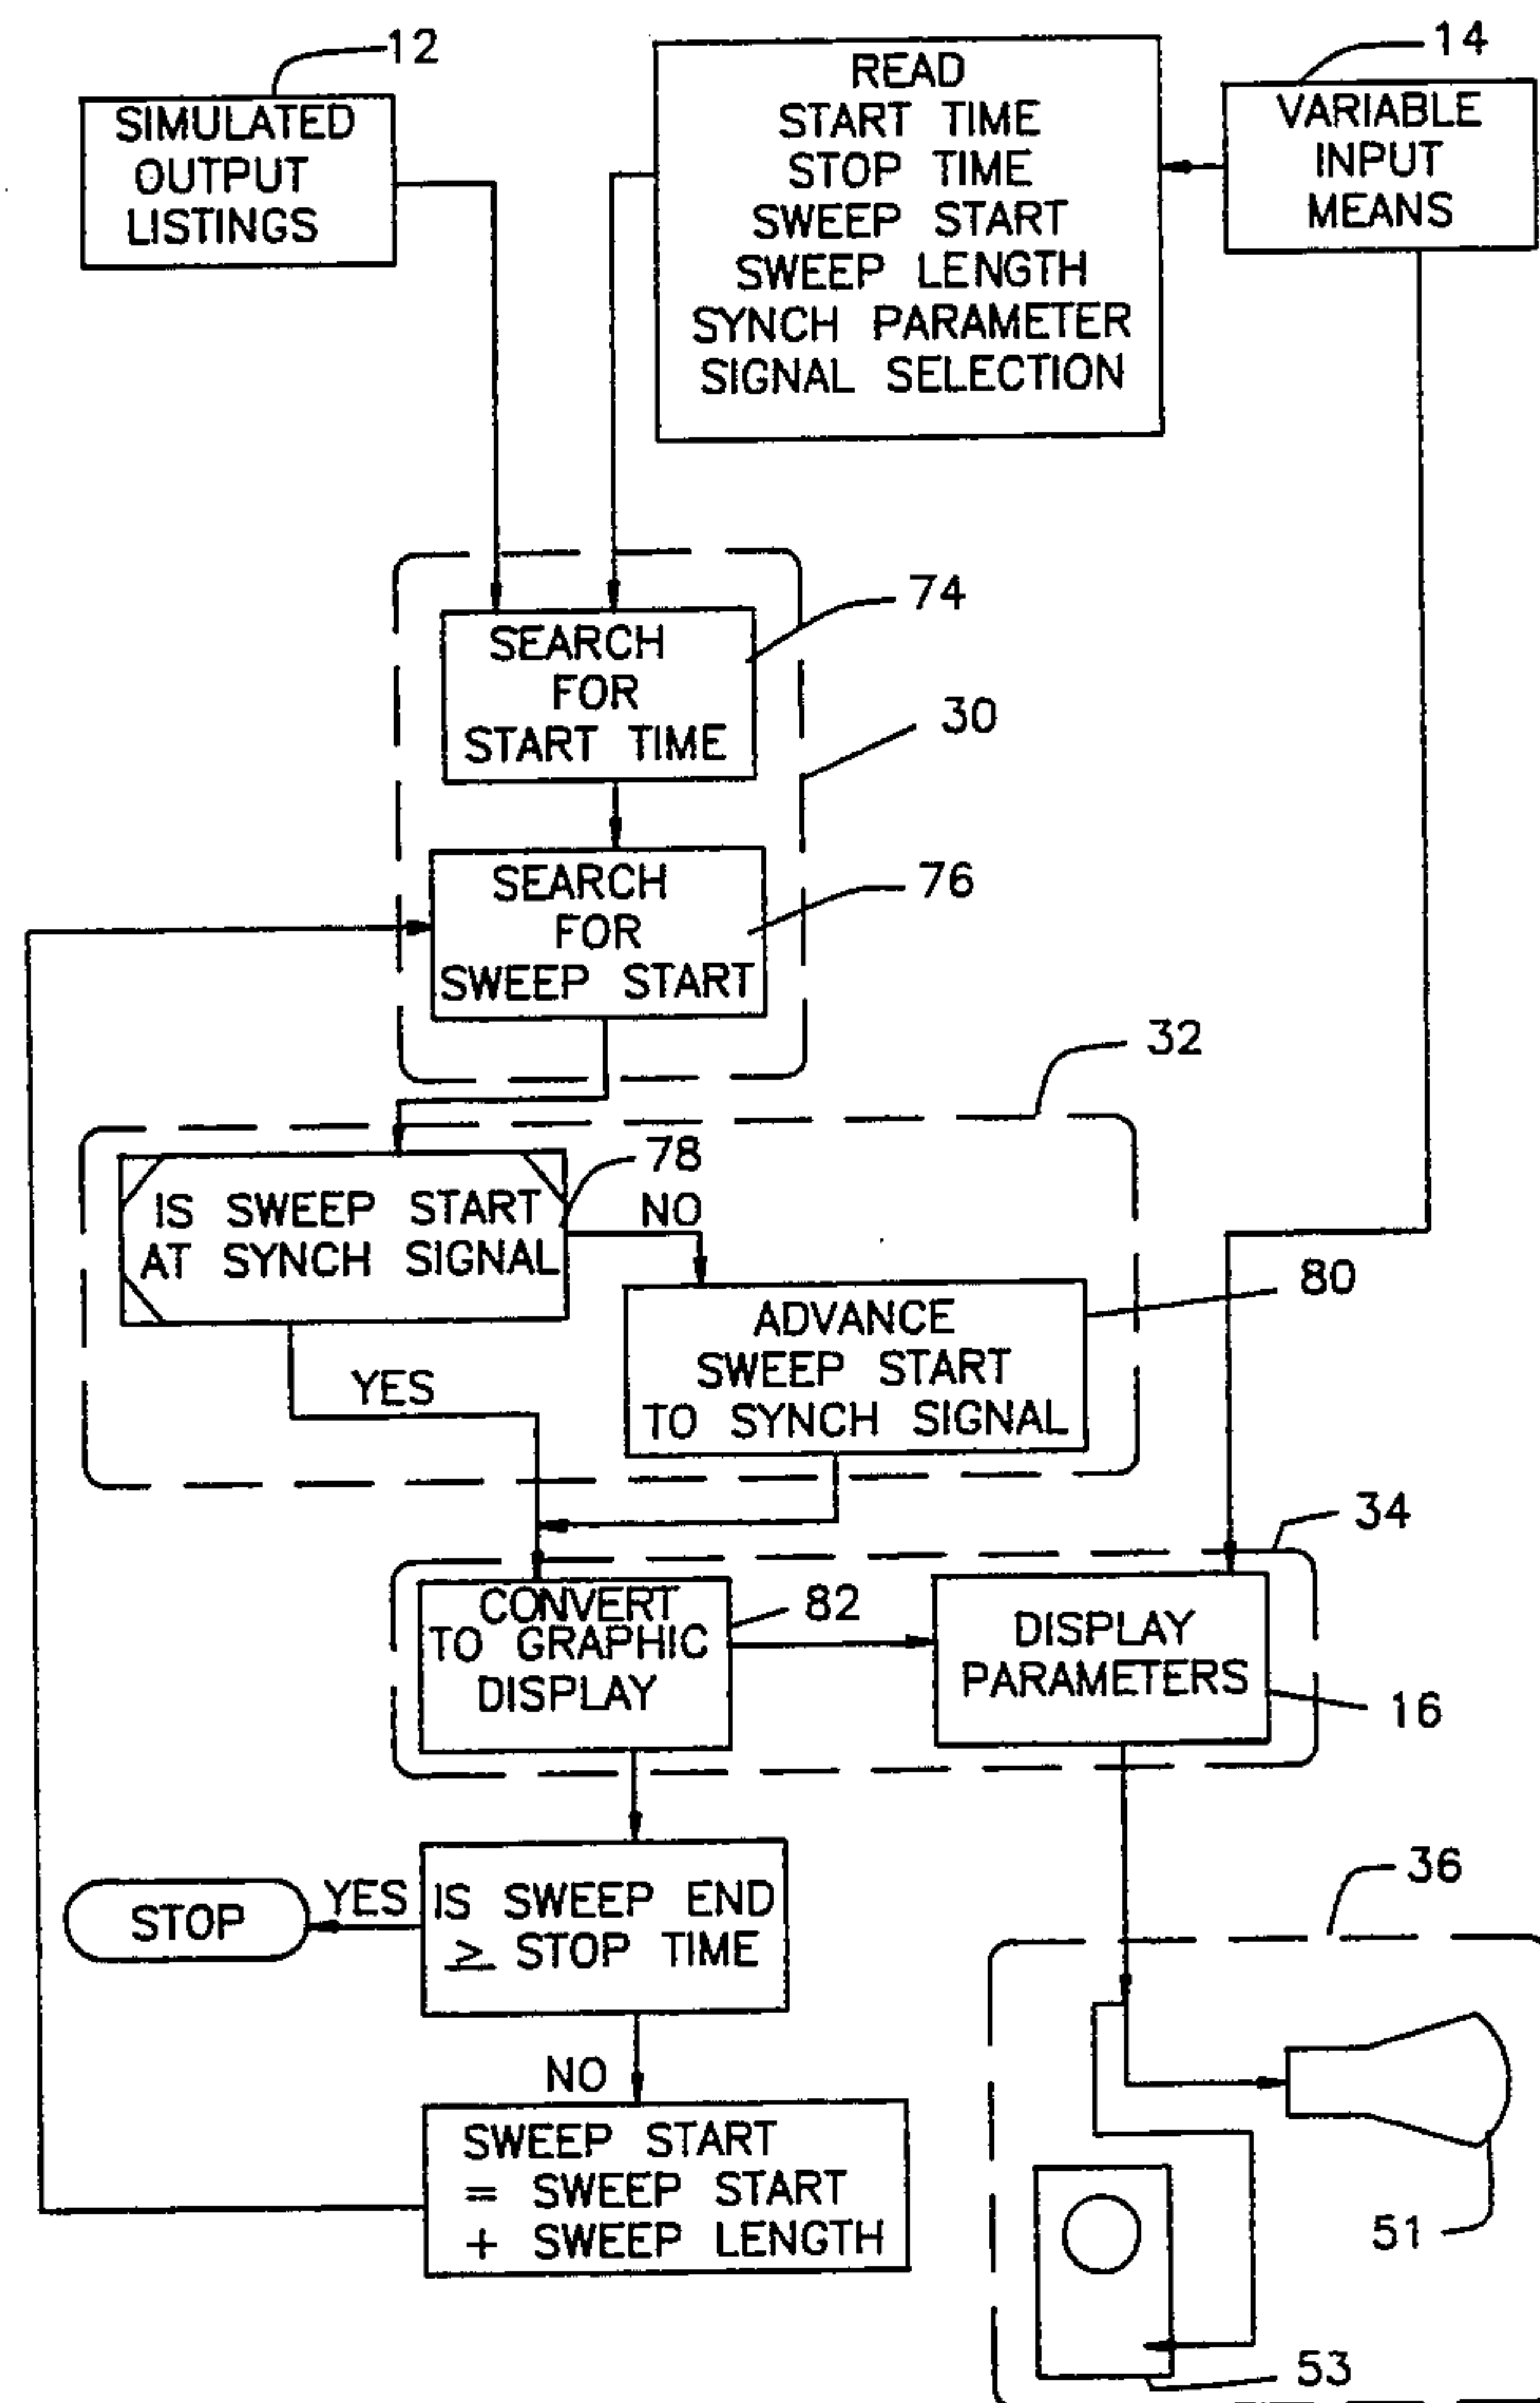 12
SIMULATED
OUTPUT
LISTINGS
READ
START TIME
STOP TIME
SWEEP START
SWEEP LENGTH
SYNCH PARAMETER
SIGNAL SELECTION
14
VARIABLE
INPUT
MEANS
SEARCH
FOR
START TIME
74
30
SEARCH
FOR
SWEEP START
76
32
IS SWEEP START
AT SYNCH SIGNAL
78
NO
YES
ADVANCE
SWEEP START
TO SYNCH SIGNAL
80
34
CONVERT
TO GRAPHIC
DISPLAY
82
DISPLAY
PARAMETERS
16
IS SWEEP END
≥ STOP TIME
YES
STOP
NO
SWEEP START
= SWEEP START
+ SWEEP LENGTH
36
51
53